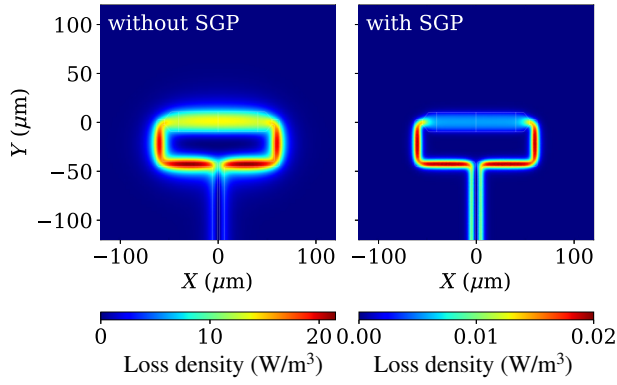 without SGP
with SGP
100
50
0
−50
−100
Y (μm)
−100 0 100
−100 0 100
X (μm)
X (μm)
0 10 20
0.00 0.01 0.02
Loss density (W/m³)
Loss density (W/m³)